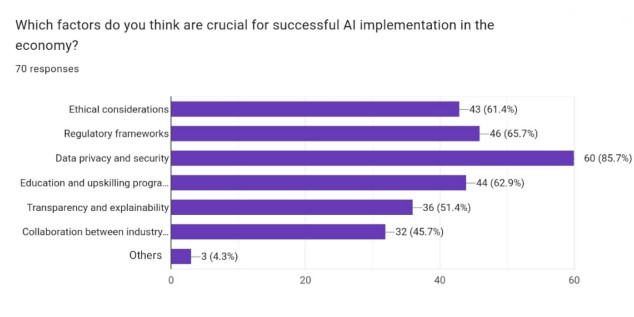 Which factors do you think are crucial for successful AI implementation in the
economy?
70 responses
Ethical considerations 43 (61.4%)
Regulatory frameworks 46 (65.7%)
Data privacy and security 60 (85.7%)
Education and upskilling progra... 44 (62.9%)
Transparency and explainability 36 (51.4%)
Collaboration between industry... 32 (45.7%)
Others 3 (4.3%)
0 20 40 60